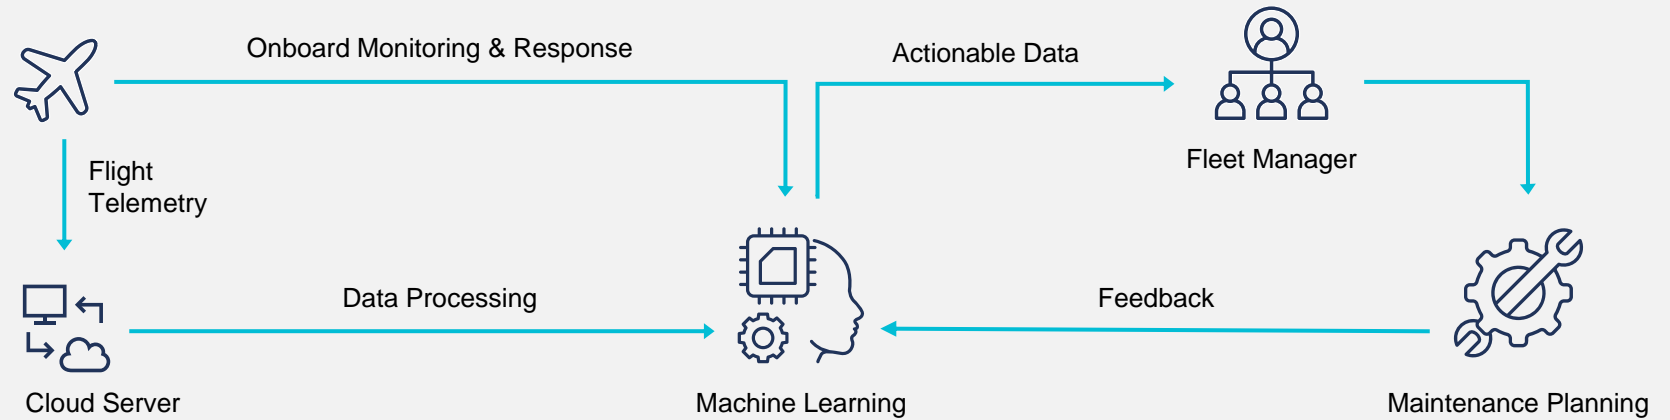 Onboard Monitoring & Response
Actionable Data
Fleet Manager
Flight
Telemetry
Data Processing
Feedback
Cloud Server
Machine Learning
Maintenance Planning